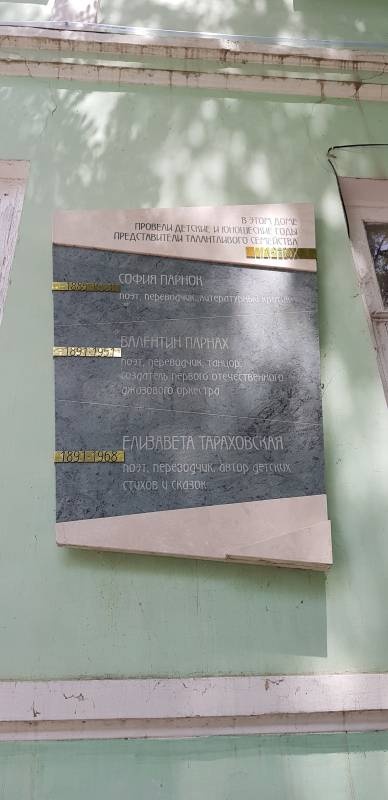 В ЭТОМ ДОМЕ
ПРОВЕЛИ ДЕТСКИЕ И ЮНОШЕСКИЕ ГОДЫ
ПРЕДСТАВИТЕЛИ ТАЛАНТЛИВОГО СЕМЕЙСТВА
СОФИЯ ПАРНОК
поэт, переводчик, литературный критик
1891-1951
ВАЛЕНТИН ПАРНАХ
поэт, переводчик, танцор,
создатель первого отечественного
джазового оркестра
1891-1968
ЕЛИЗАВЕТА ТАРАХОВСКАЯ
поэт, переводчик, автор детских
стихов и сказок